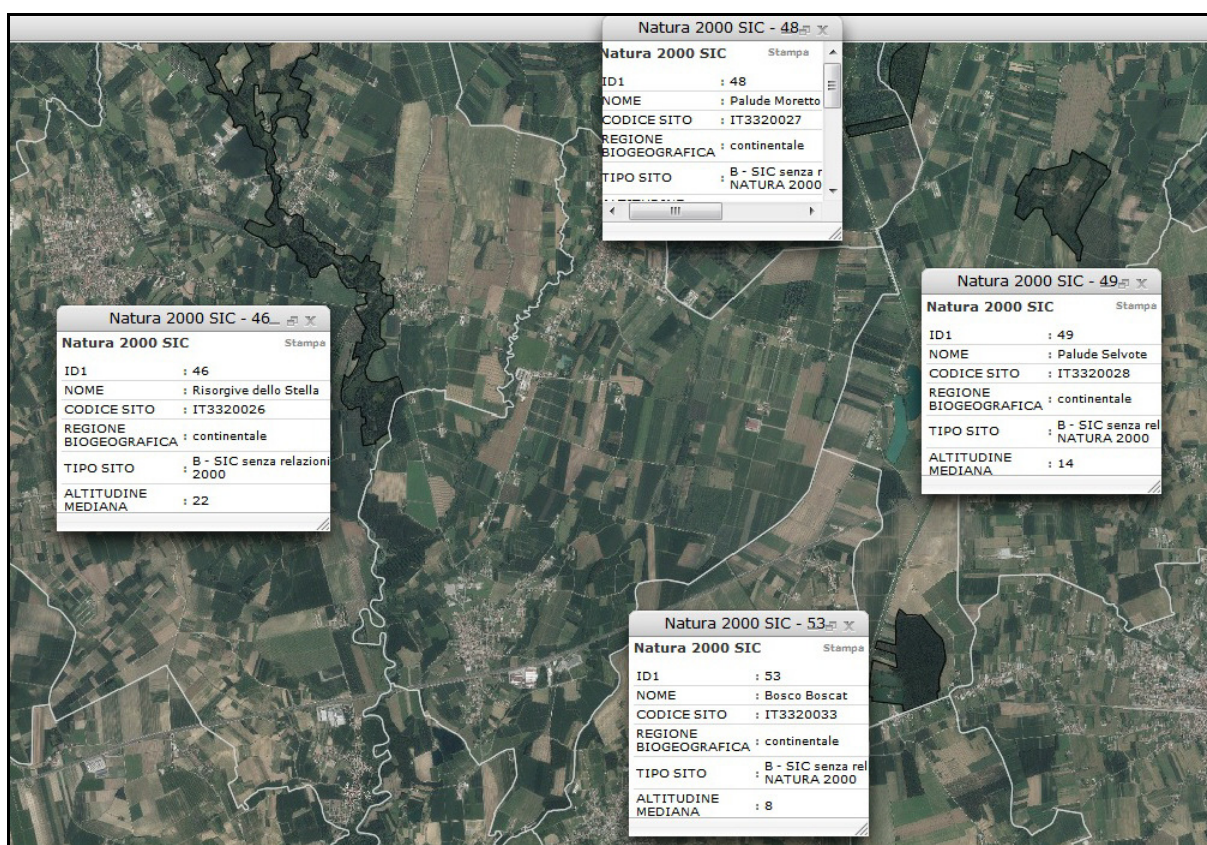 Natura 2000 SIC - 48
Natura 2000 SIC Stampa
ID1 : 48
NOME : Palude Moretto
CODICE SITO : IT3320027
REGIONE
BIOGEOGRAFICA : continentale
TIPO SITO : B - SIC senza r
NATURA 2000
Natura 2000 SIC - 49
Natura 2000 SIC Stampa
ID1 : 49
NOME : Palude Selvote
CODICE SITO : IT3320028
REGIONE
BIOGEOGRAFICA : continentale
TIPO SITO : B - SIC senza rel
NATURA 2000
ALTITUDINE
MEDIANA : 14
Natura 2000 SIC - 46
Natura 2000 SIC Stampa
ID1 : 46
NOME : Risorgive dello Stella
CODICE SITO : IT3320026
REGIONE
BIOGEOGRAFICA : continentale
TIPO SITO : B - SIC senza relazioni
2000
ALTITUDINE
MEDIANA : 22
Natura 2000 SIC - 53
Natura 2000 SIC Stampa
ID1 : 53
NOME : Bosco Boscat
CODICE SITO : IT3320033
REGIONE
BIOGEOGRAFICA : continentale
TIPO SITO : B - SIC senza rel
NATURA 2000
ALTITUDINE
MEDIANA : 8